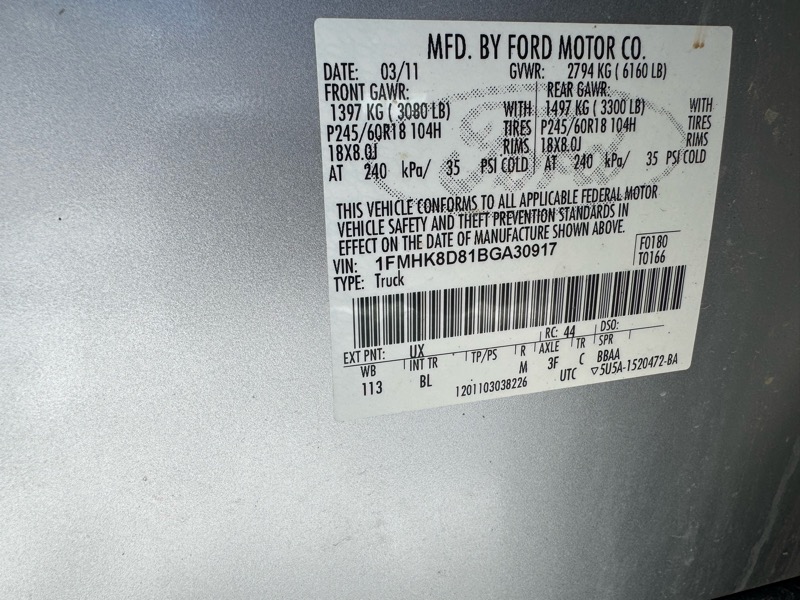 MFD. BY FORD MOTOR CO.
DATE: 03/11 GVWR: 2794 KG ( 6160 LB)
FRONT GAWR: REAR GAWR:
1397 KG ( 3080 LB) WITH 1497 KG ( 3300 LB) WITH
P245/60R18 104H TIRES P245/60R18 104H TIRES
18X8.0J RIMS 18X8.0J RIMS
AT 240 kPa/ 35 PSI COLD AT 240 kPa/ 35 PSI COLD
Ford
THIS VEHICLE CONFORMS TO ALL APPLICABLE FEDERAL MOTOR
VEHICLE SAFETY AND THEFT PREVENTION STANDARDS IN
EFFECT ON THE DATE OF MANUFACTURE SHOWN ABOVE.
VIN: 1FMHK8D81BGA30917 F0180
TYPE: Truck T0166
EXT PNT: UX RC: 44 DSO:
WB INT TR TP/PS R AXLE TR SPR
113 BL M 3F C BBAA
1201103038226 UTC ▽5U5A-1520472-BA